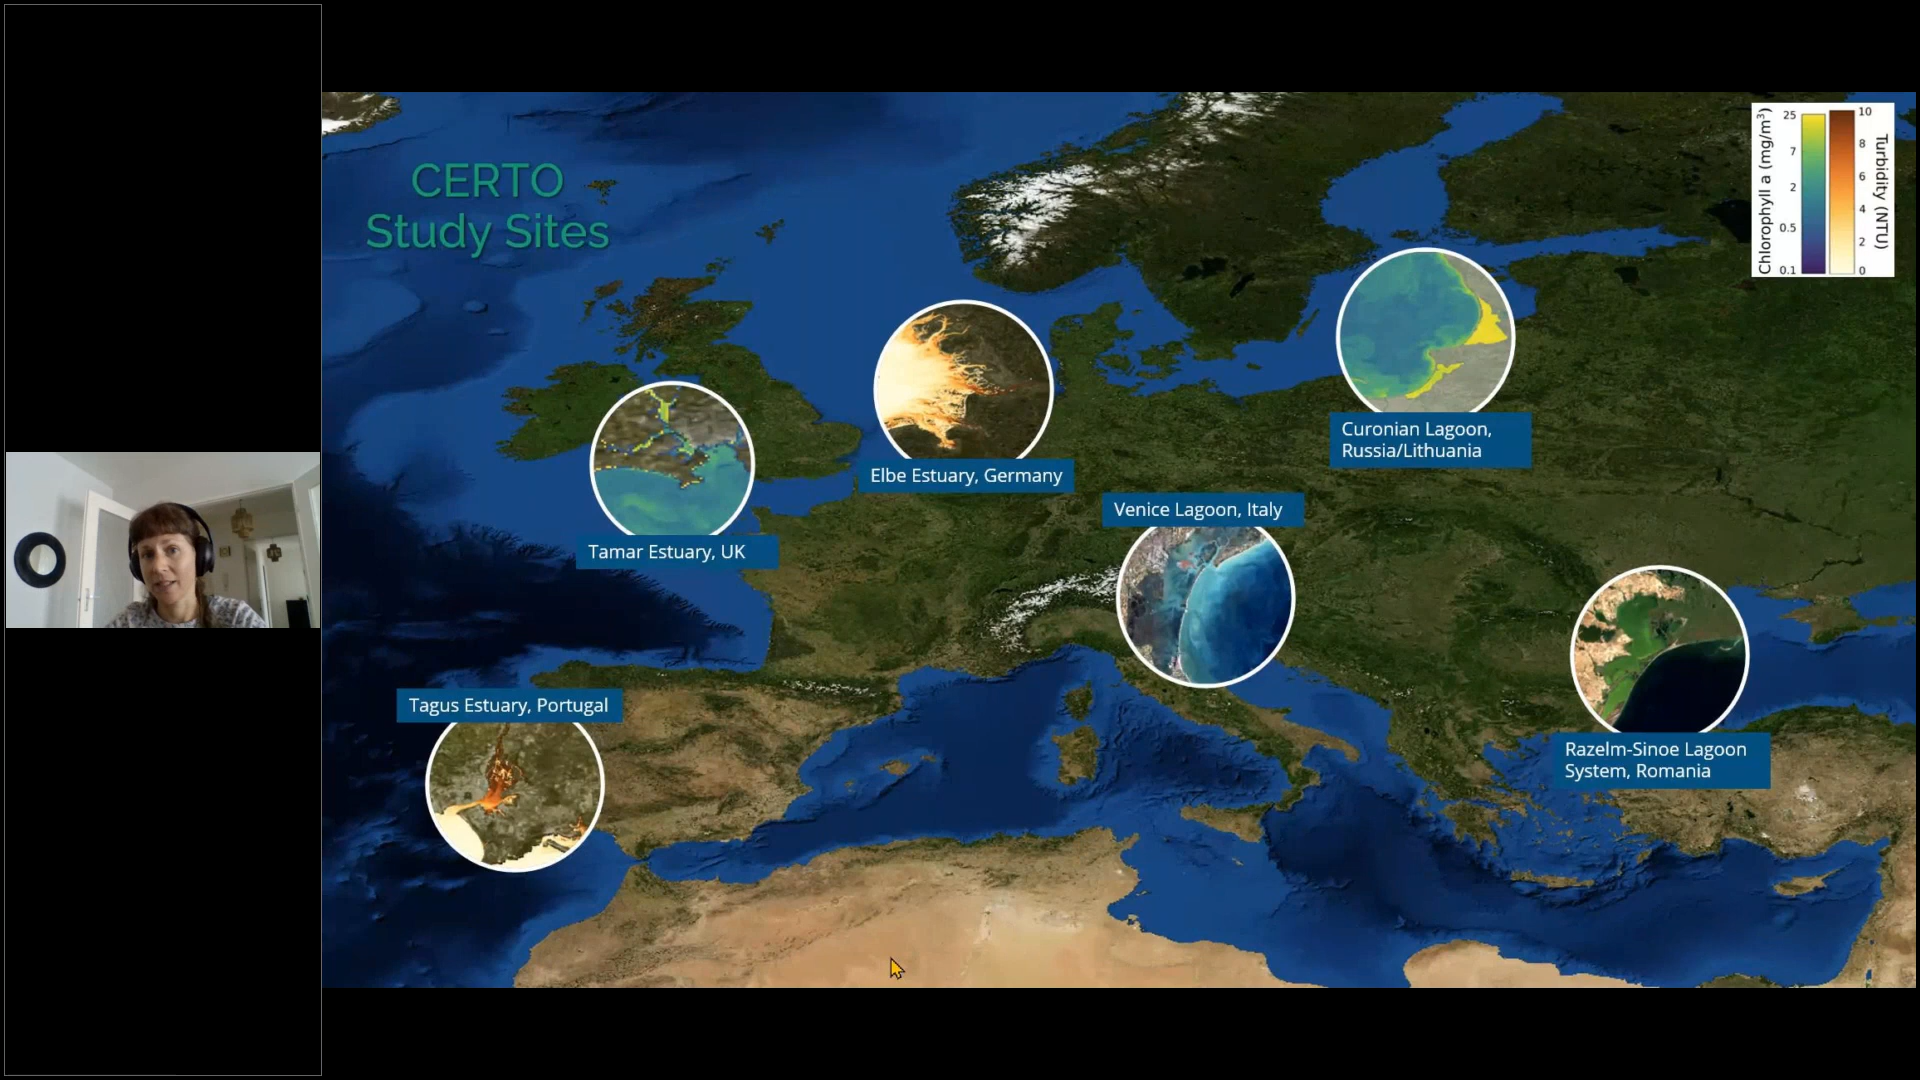 CERTO
Study Sites
Chlorophyll a (mg/m³)
25
7
2
0.5
0.1
10
8
6
4
2
0
Turbidity (NTU)
Curonian Lagoon,
Russia/Lithuania
Elbe Estuary, Germany
Venice Lagoon, Italy
Tamar Estuary, UK
Tagus Estuary, Portugal
Razelm-Sinoe Lagoon
System, Romania